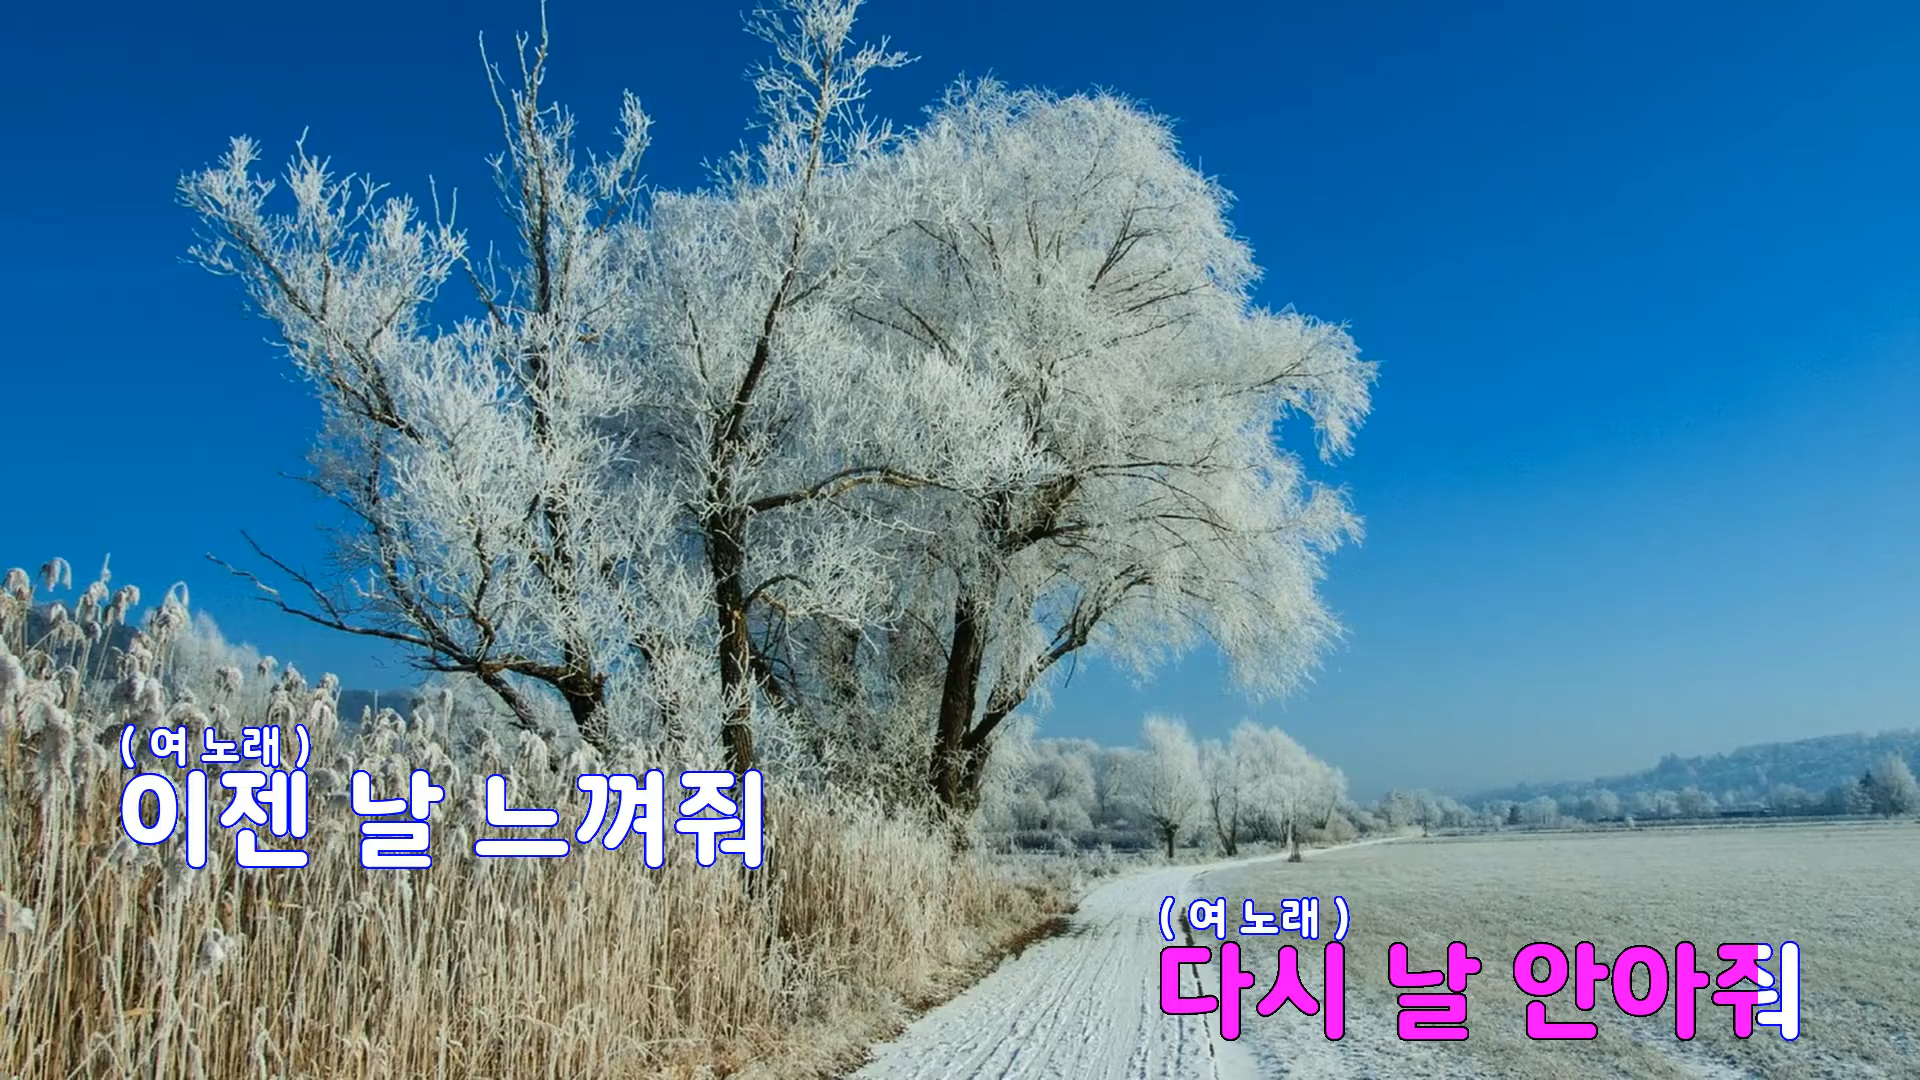 ( 여 노래 )
이젠 날 느껴줘
( 여 노래 )
다시 날 안아줘